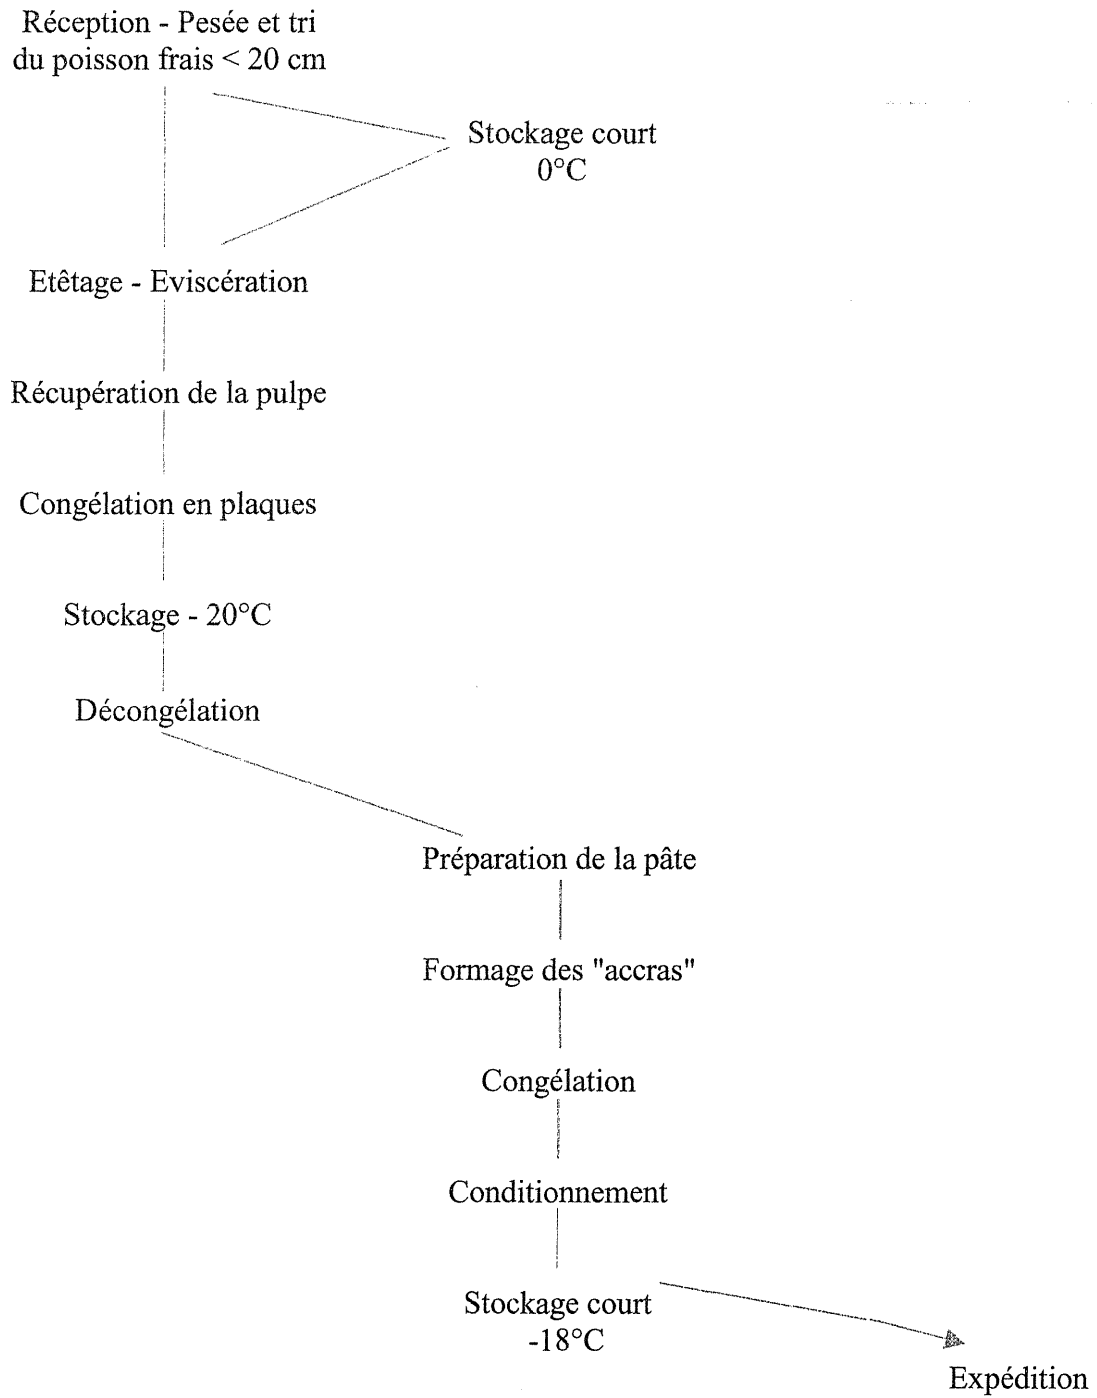 Réception - Pesée et tri
du poisson frais < 20 cm
Stockage court
0°C
Etêtage - Eviscération
Récupération de la pulpe
Congélation en plaques
Stockage - 20°C
Décongélation
Préparation de la pâte
Formage des "accras"
Congélation
Conditionnement
Stockage court
-18°C
Expédition